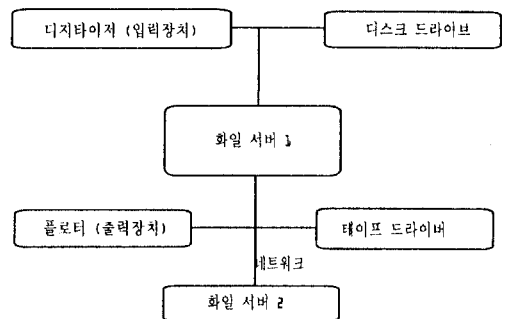 디지타이저 (입력장치)
디스크 드라이브
화일 서버 1
플로터 (출력장치)
테이프 드라이버
네트워크
화일 서버 2